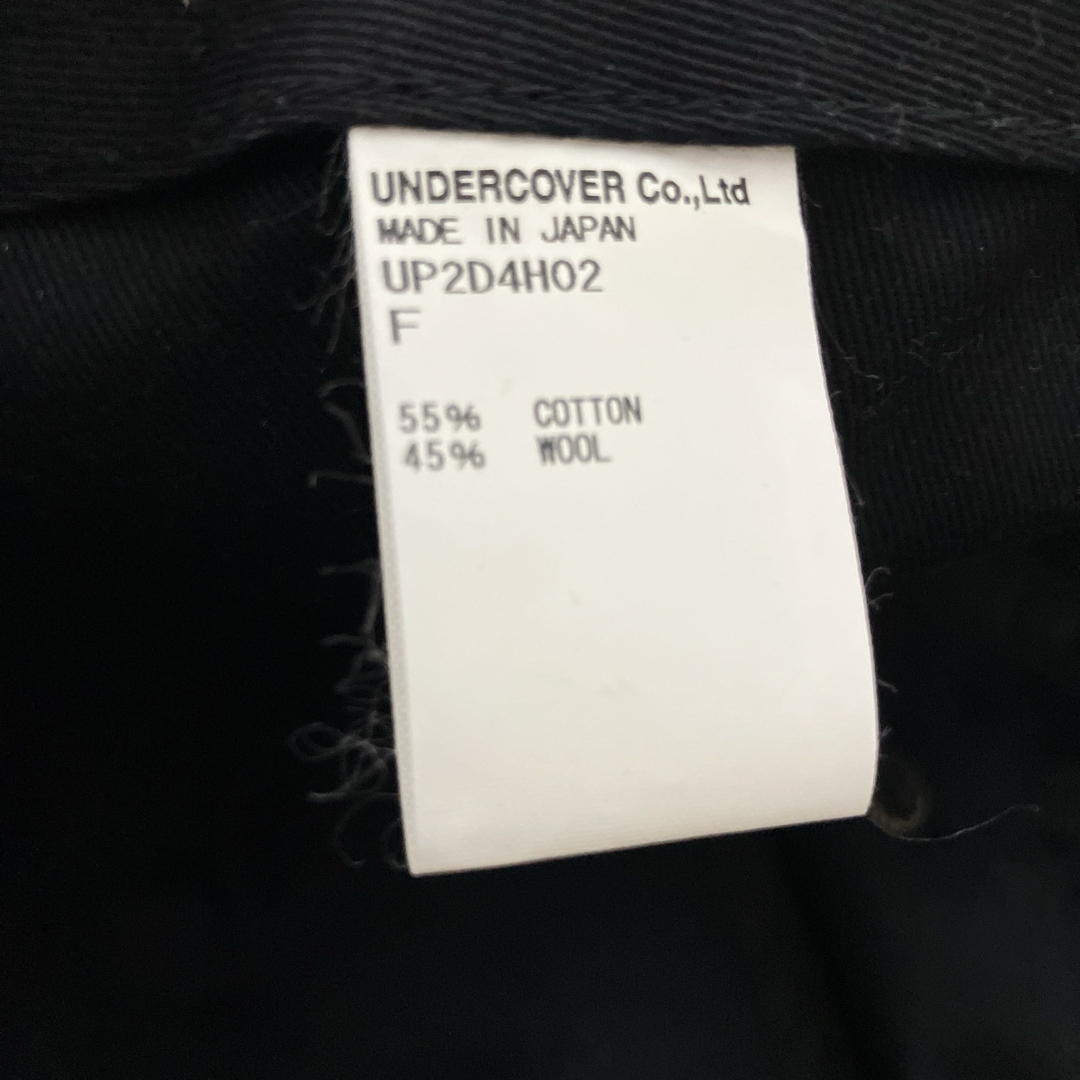 UNDERCOVER Co.,Ltd
MADE IN JAPAN
UP2D4H02
F
55% COTTON
45% WOOL